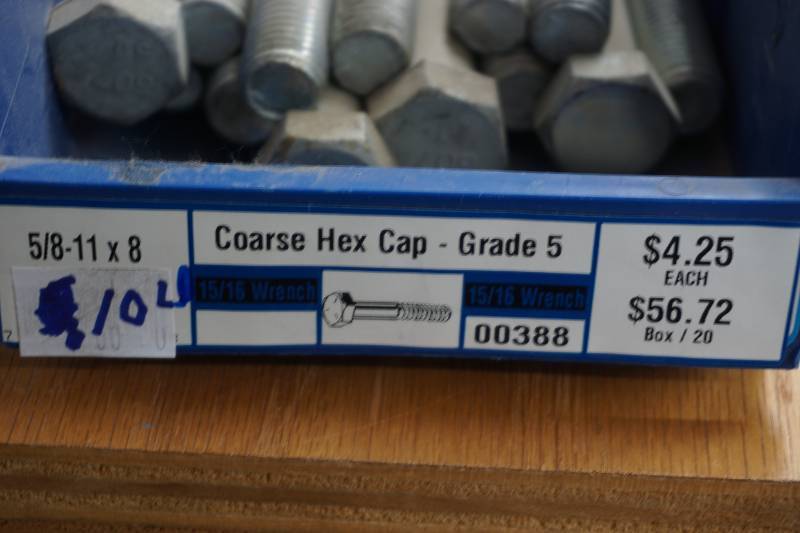 5/8-11 x 8
10
Coarse Hex Cap - Grade 5
15/16 Wrench
15/16 Wrench
00388
$4.25
EACH
$56.72
Box / 20